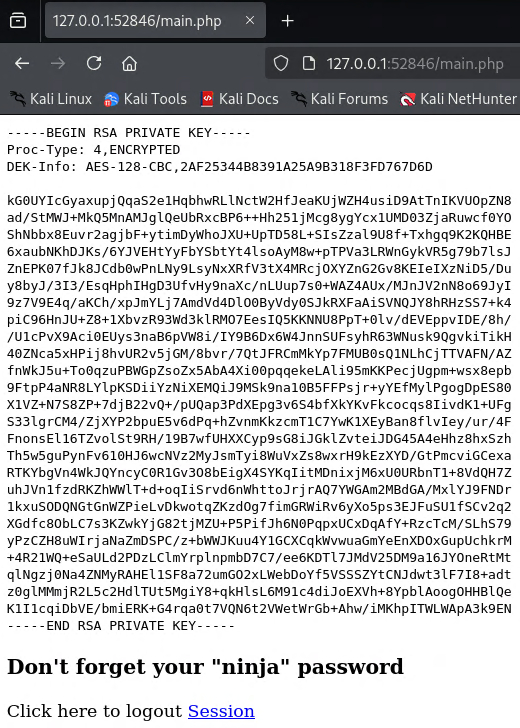 127.0.0.1:52846/main.php
127.0.0.1:52846/main.php
Kali Linux Kali Tools Kali Docs Kali Forums Kali NetHunter
-----BEGIN RSA PRIVATE KEY-----
Proc-Type: 4,ENCRYPTED
DEK-Info: AES-128-CBC,2AF25344B8391A25A9B318F3FD767D6D
kG0UYIcGyaxupjQqaS2e1HqbhwRLlNctW2HfJeaKUjWZH4usiD9AtTnIKVUOpZN8
ad/StMWJ+MkQ5MnAMJglQeUbRxcBP6++Hh251jMcg8ygYcx1UMD03ZjaRuwcf0YO
ShNbbx8Euvr2agjbF+ytimDyWhoJXU+UpTD58L+SIsZzal9U8f+Txhgq9K2KQHBE
6xaubNKhDJKs/6YJVEHtYyFbYSbtYt4lsoAyM8w+pTPVa3LRWnGykVR5g79b7lsJ
ZnEPK07fJk8JCdb0wPnLNy9LsyNxXRfV3tX4MRcjOXYZnG2Gv8KEIeIXzNiD5/Du
y8byJ/3I3/EsqHphIHgD3UfvHy9naXc/nLUup7s0+WAZ4AUx/MJnJV2nN8o69JyI
9z7V9E4q/aKCh/xpJmYLj7AmdVd4DlO0ByVdy0SJkRXFaAiSVNQJY8hRHzSS7+k4
piC96HnJU+Z8+1XbvzR93Wd3klRMO7EesIQ5KKNNU8PpT+0lv/dEVEppvIDE/8h/
/U1cPvX9Aci0EUys3naB6pVW8i/IY9B6Dx6W4JnnSUFsyhR63WNusk9QgvkiTikH
40ZNca5xHPij8hvUR2v5jGM/8bvr/7QtJFRCmMkYp7FMUB0sQ1NLhCjTTVAFN/AZ
fnWkJ5u+To0qzuPBWGpZsoZx5AbA4Xi00pqqekeLAli95mKKPecjUgpm+wsx8epb
9FtpP4aNR8LYlpKSDiiYzNiXEMQiJ9MSk9na10B5FFPsjr+yYEfMylPgogDpES80
X1VZ+N7S8ZP+7djB22vQ+/pUQap3PdXEpg3v6S4bfXkYKvFkcocqs8IivdK1+UFg
S33lgrCM4/ZjXYP2bpuE5v6dPq+hZvnmKkzcmT1C7YwK1XEyBan8flvIey/ur/4F
FnonsEl16TZvolSt9RH/19B7wfUHXXCyp9sG8iJGklZvteiJDG45A4eHhz8hxSzh
Th5w5guPynFv610HJ6wcNVz2MyJsmTyi8WuVxZs8wxrH9kEzXYD/GtPmcviGCexa
RTKYbgVn4WkJQYncyC0R1Gv3O8bEigX4SYKqIitMDnixjM6xU0URbnT1+8VdQH7Z
uhJVn1fzdRKZhWWlT+d+oqIiSrvd6nWhttoJrjrAQ7YWGAm2MBdGA/MxlYJ9FNDr
1kxuSODQNGtGnWZPieLvDkwotqZKzdOg7fimGRWiRv6yXo5ps3EJFuSU1fSCv2q2
XGdfc8ObLC7s3KZwkYjG82tjMZU+P5PifJh6N0PqpxUCxDqAfY+RzcTcM/SLhS79
yPzCZH8uWIrjaNaZmDSPC/z+bWWJKuu4Y1GCXCqkWvwuaGmYeEnXDOxGupUchkrM
+4R21WQ+eSaULd2PDzLClmYrplnpmbD7C7/ee6KDTl7JMdV25DM9a16JYOneRtMt
qlNgzj0Na4ZNMyRAHEl1SF8a72umGO2xLWebDoYf5VSSSZYtCNJdwt3lF7I8+adt
z0glMMmjR2L5c2HdlTUt5MgiY8+qkHlsL6M91c4diJoEXVh+8YpblAoogOHHBlQe
K1I1cqiDbVE/bmiERK+G4rqa0t7VQN6t2VWetWrGb+Ahw/iMKhpITWLWApA3k9EN
-----END RSA PRIVATE KEY-----
Don't forget your "ninja" password
Click here to logout Session